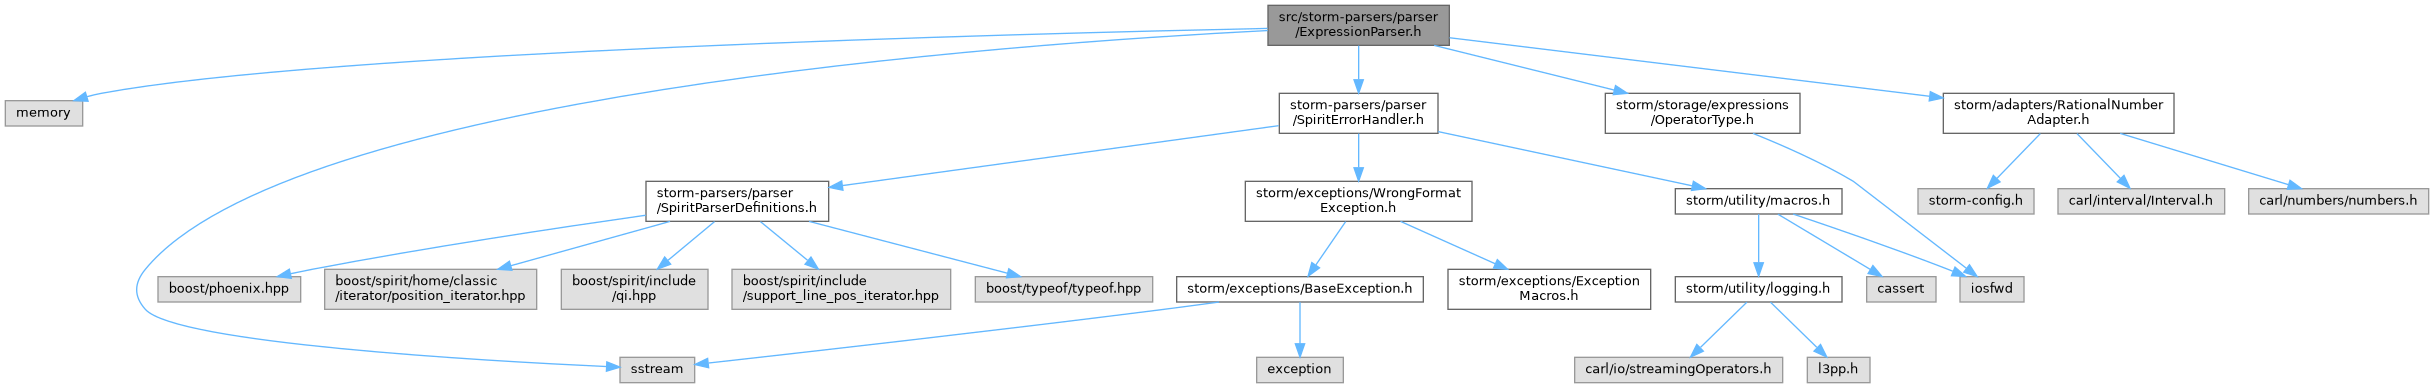 src/storm-parsers/parser
/ExpressionParser.h
memory
storm-parsers/parser
/SpiritErrorHandler.h
storm/storage/expressions
/OperatorType.h
storm/adapters/RationalNumber
Adapter.h
storm-parsers/parser
/SpiritParserDefinitions.h
storm/exceptions/WrongFormat
Exception.h
storm/utility/macros.h
storm-config.h
carl/interval/Interval.h
carl/numbers/numbers.h
boost/phoenix.hpp
boost/spirit/home/classic
/iterator/position_iterator.hpp
boost/spirit/include
/qi.hpp
boost/spirit/include
/support_line_pos_iterator.hpp
boost/typeof/typeof.hpp
storm/exceptions/BaseException.h
storm/exceptions/Exception
Macros.h
storm/utility/logging.h
cassert
iosfwd
sstream
exception
carl/io/streamingOperators.h
l3pp.h